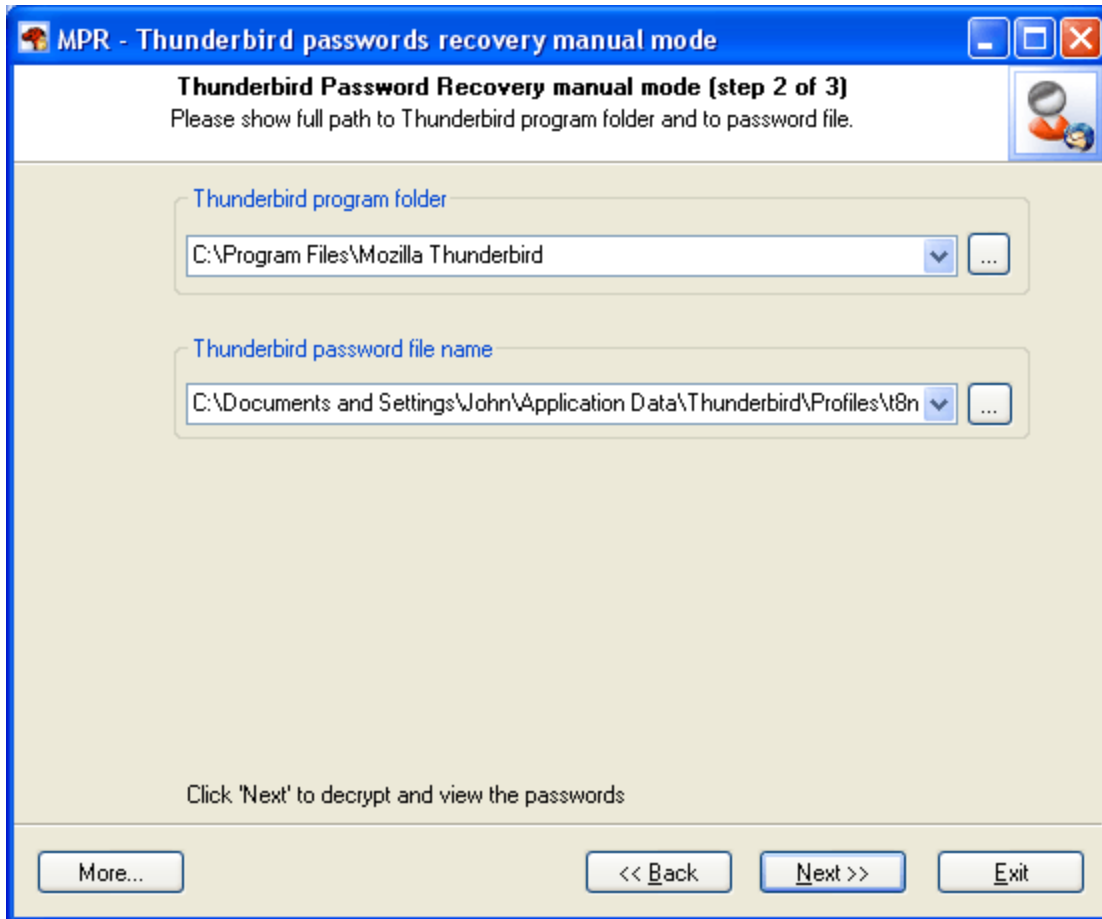 MPR - Thunderbird passwords recovery manual mode
Thunderbird Password Recovery manual mode (step 2 of 3)
Please show full path to Thunderbird program folder and to password file.
Thunderbird program folder
C:\Program Files\Mozilla Thunderbird
...
Thunderbird password file name
C:\Documents and Settings\John\Application Data\Thunderbird\Profiles\t8n
...
Click 'Next' to decrypt and view the passwords
More... << Back Next >> Exit